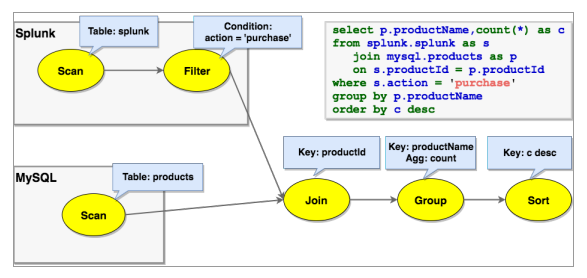 Splunk
Table: splunk
Condition:
action = 'purchase'
Scan
Filter
select p.productName,count(*) as c
from splunk.splunk as s
join mysql.products as p
on s.productId = p.productId
where s.action = 'purchase'
group by p.productName
order by c desc
MySQL
Table: products
Scan
Key: productId
Join
Key: productName
Agg: count
Group
Key: c desc
Sort